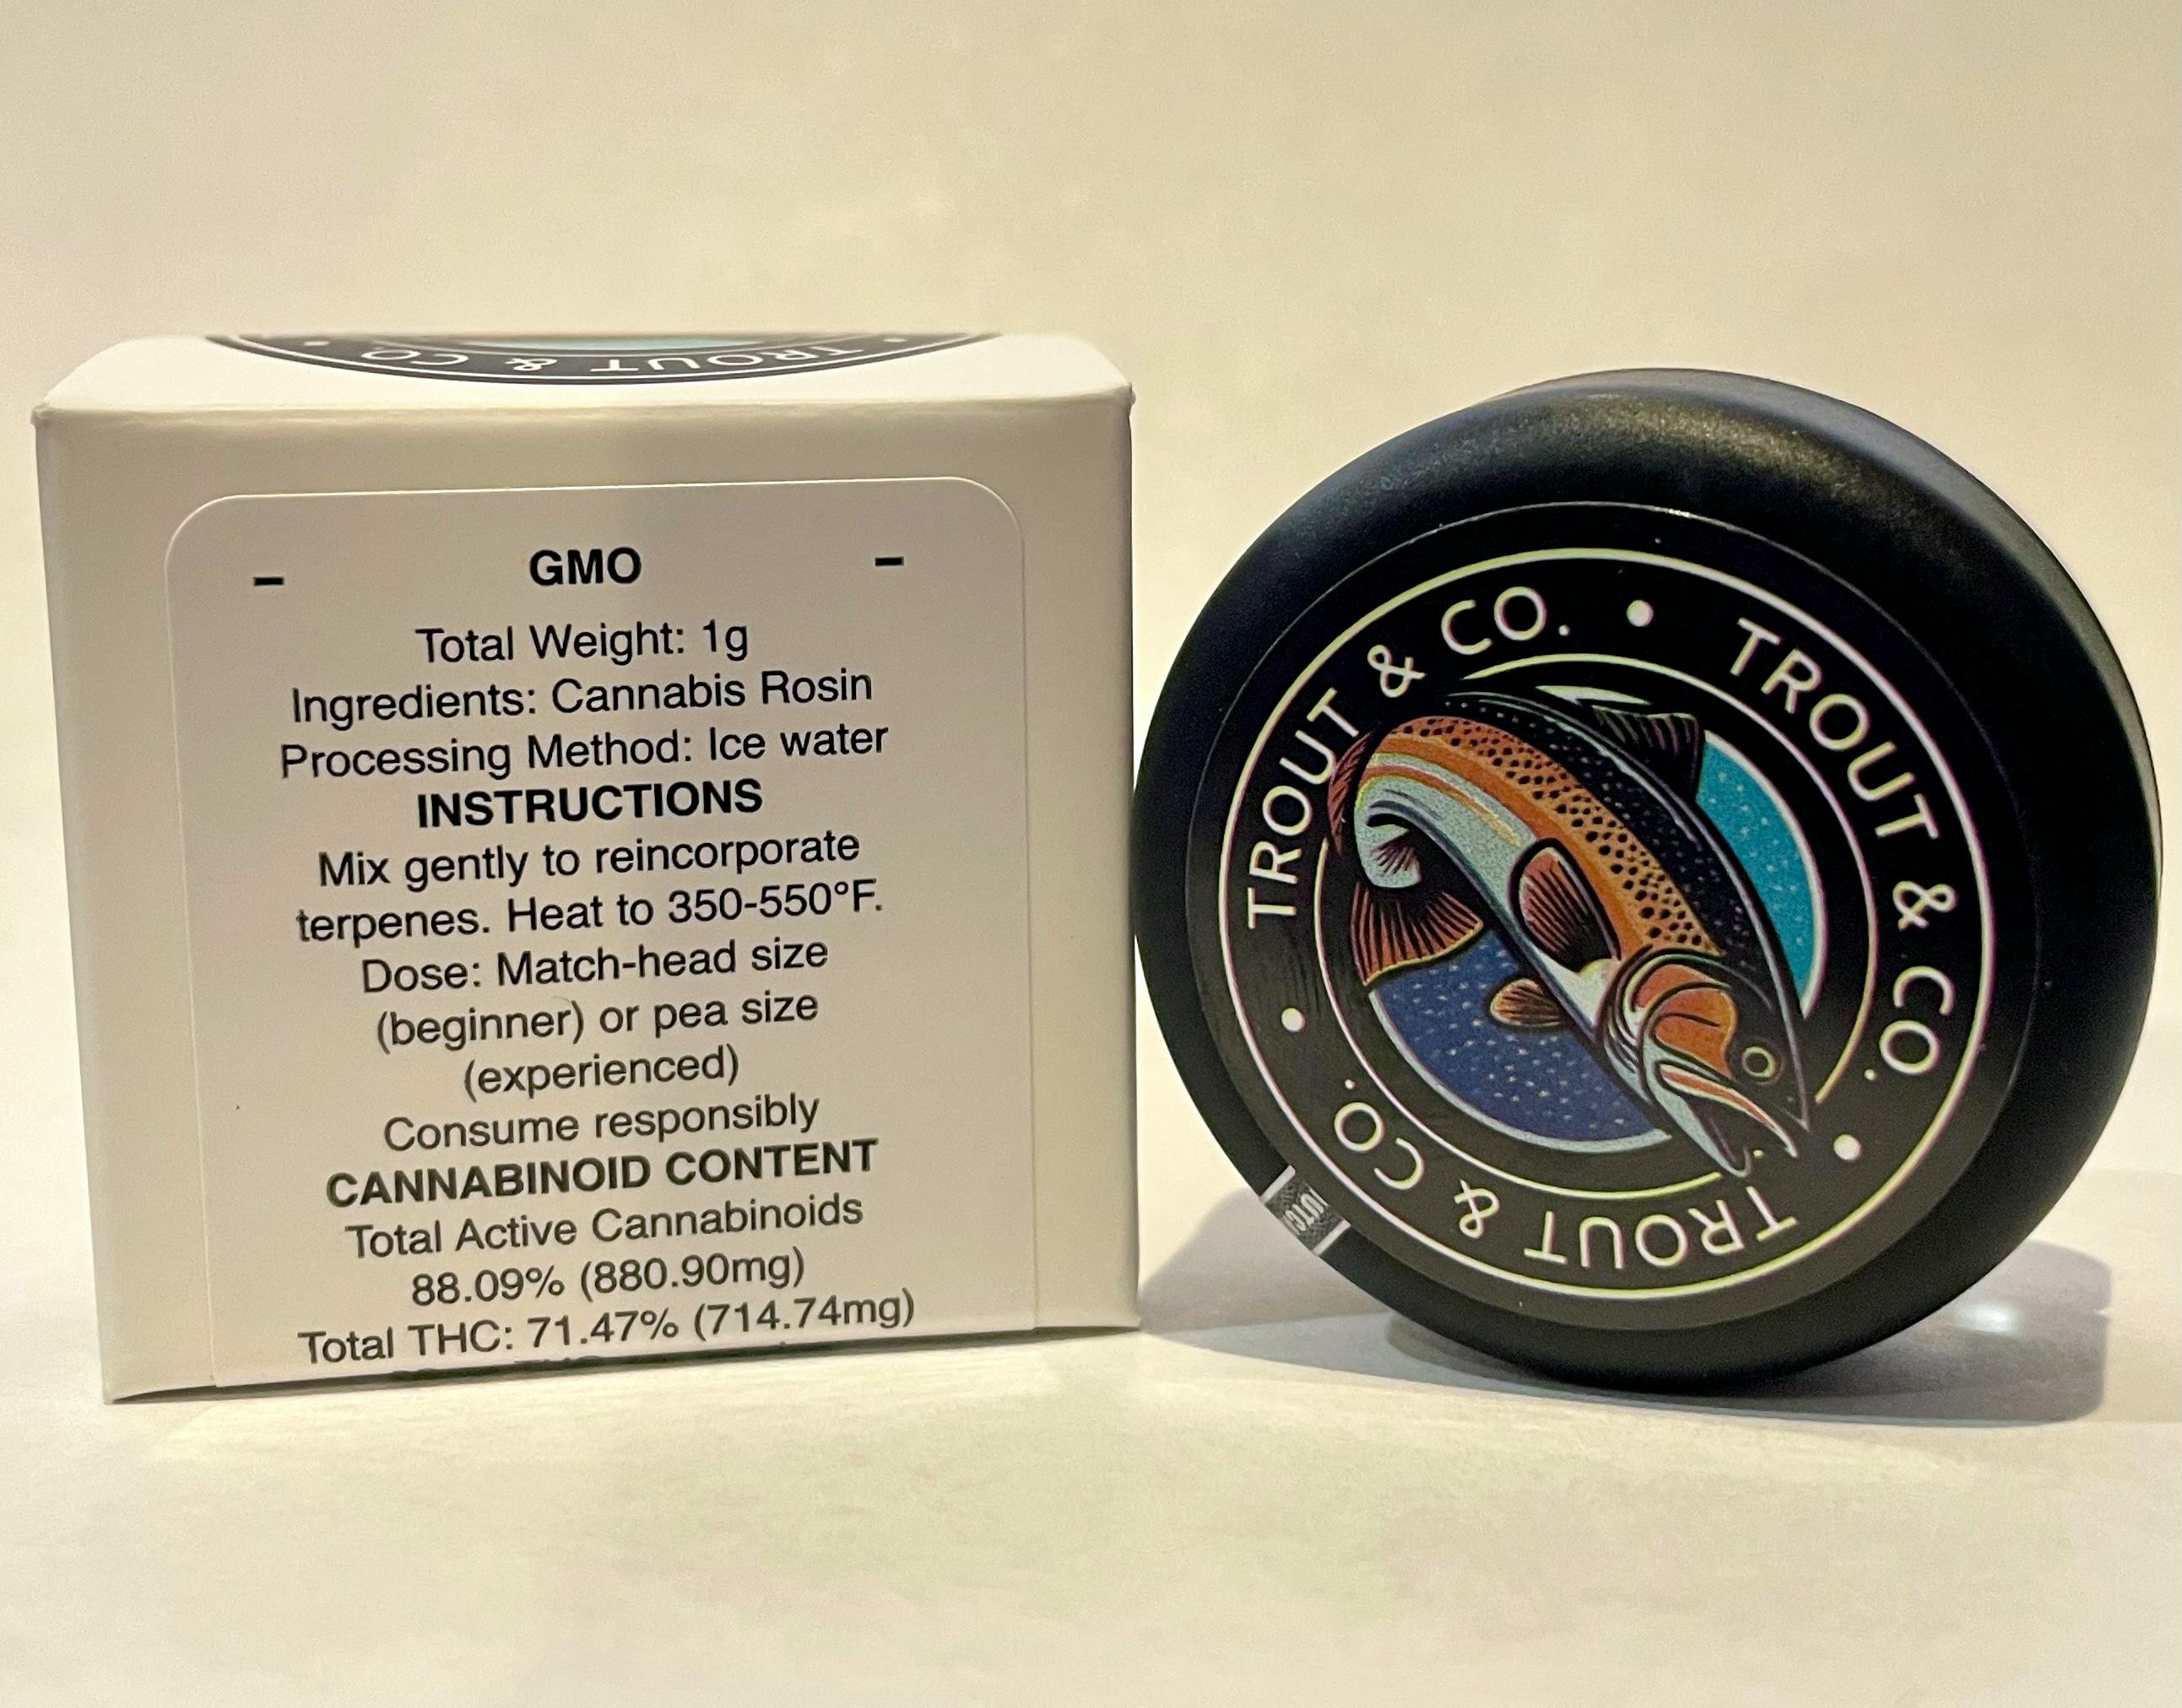 TROUT & CO.
- GMO -
Total Weight: 1g
Ingredients: Cannabis Rosin
Processing Method: Ice water
INSTRUCTIONS
Mix gently to reincorporate
terpenes. Heat to 350-550°F.
Dose: Match-head size
(beginner) or pea size
(experienced)
Consume responsibly
CANNABINOID CONTENT
Total Active Cannabinoids
88.09% (880.90mg)
Total THC: 71.47% (714.74mg)
TROUT & CO. • TROUT & CO. • TROUT & CO. •